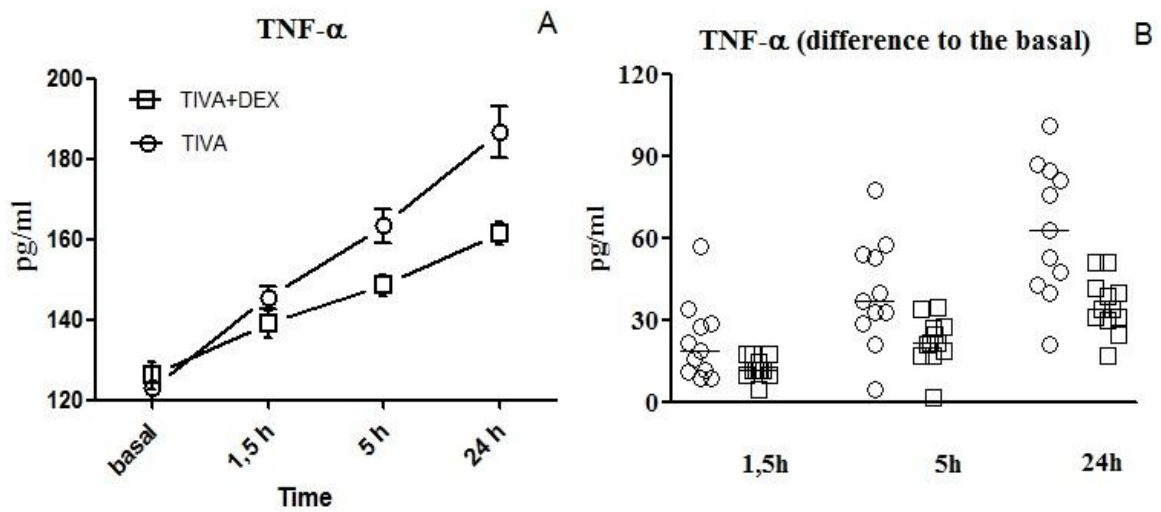 TNF-α
A
200
180
160
140
120
pg/ml
TIVA+DEX
TIVA
basal
1,5 h
5 h
24 h
Time
TNF-α (difference to the basal)
B
120
90
60
30
0
pg/ml
1,5h
5h
24h